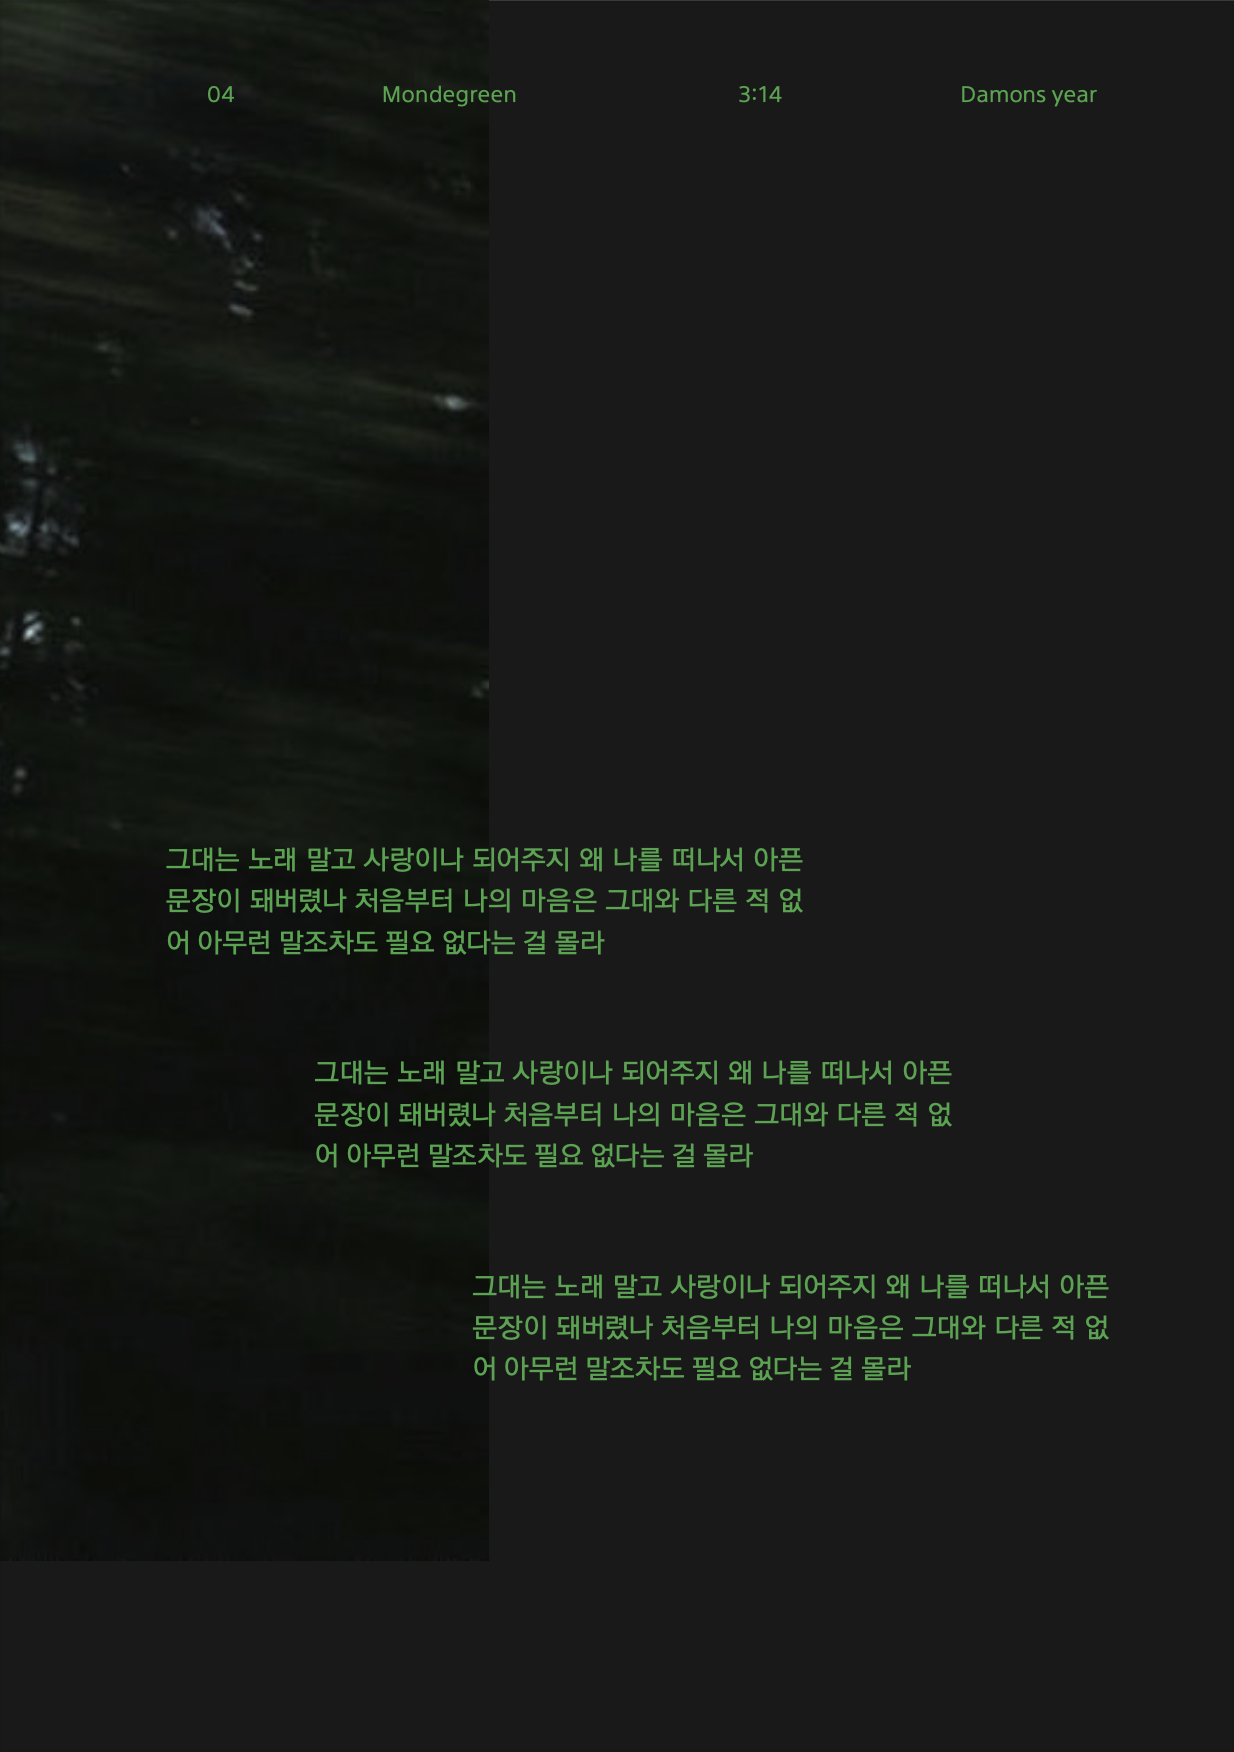 04 Mondegreen 3:14 Damons year
그대는 노래 말고 사랑이나 되어주지 왜 나를 떠나서 아픈
문장이 돼버렸나 처음부터 나의 마음은 그대와 다른 적 없
어 아무런 말조차도 필요 없다는 걸 몰라
그대는 노래 말고 사랑이나 되어주지 왜 나를 떠나서 아픈
문장이 돼버렸나 처음부터 나의 마음은 그대와 다른 적 없
어 아무런 말조차도 필요 없다는 걸 몰라
그대는 노래 말고 사랑이나 되어주지 왜 나를 떠나서 아픈
문장이 돼버렸나 처음부터 나의 마음은 그대와 다른 적 없
어 아무런 말조차도 필요 없다는 걸 몰라